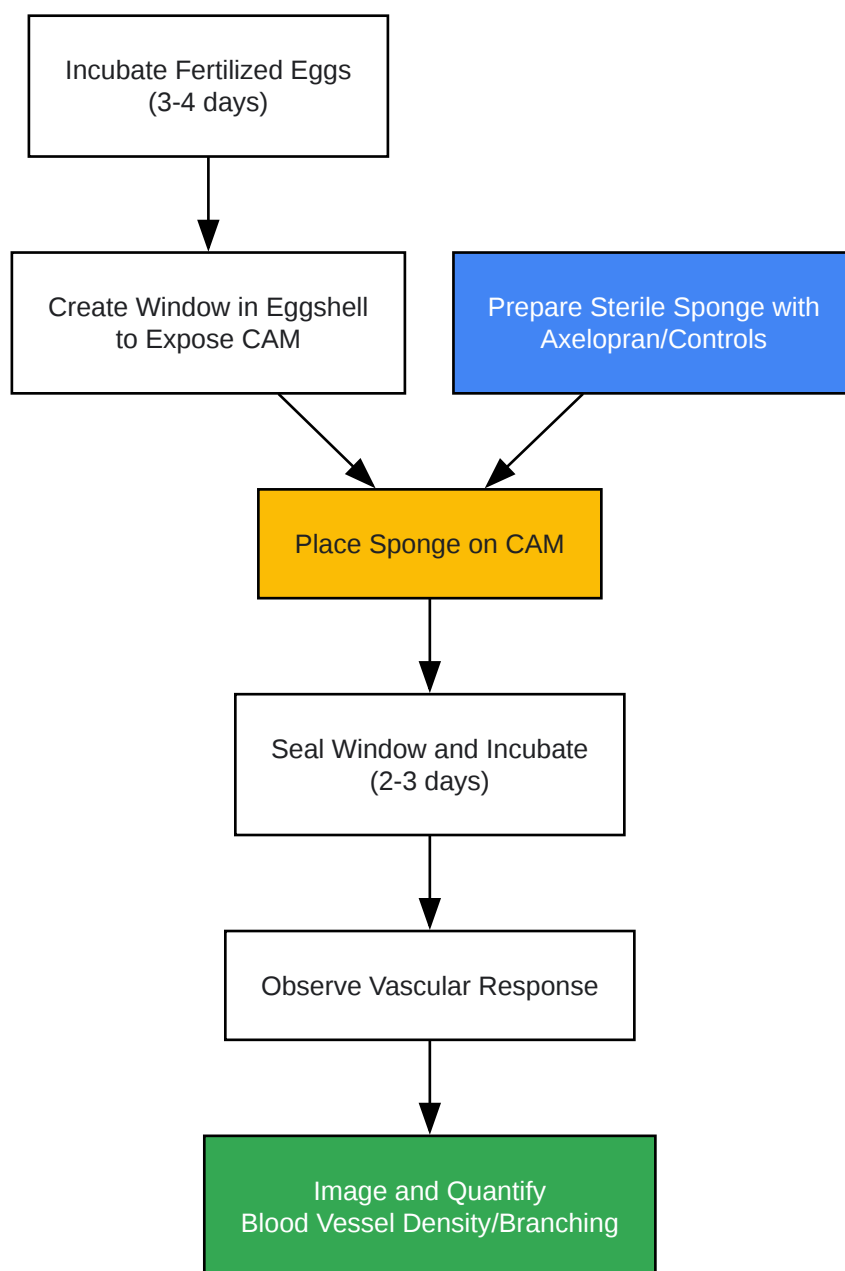 Incubate Fertilized Eggs
(3-4 days)
Create Window in Eggshell
to Expose CAM
Prepare Sterile Sponge with
Axelopran/Controls
Place Sponge on CAM
Seal Window and Incubate
(2-3 days)
Observe Vascular Response
Image and Quantify
Blood Vessel Density/Branching